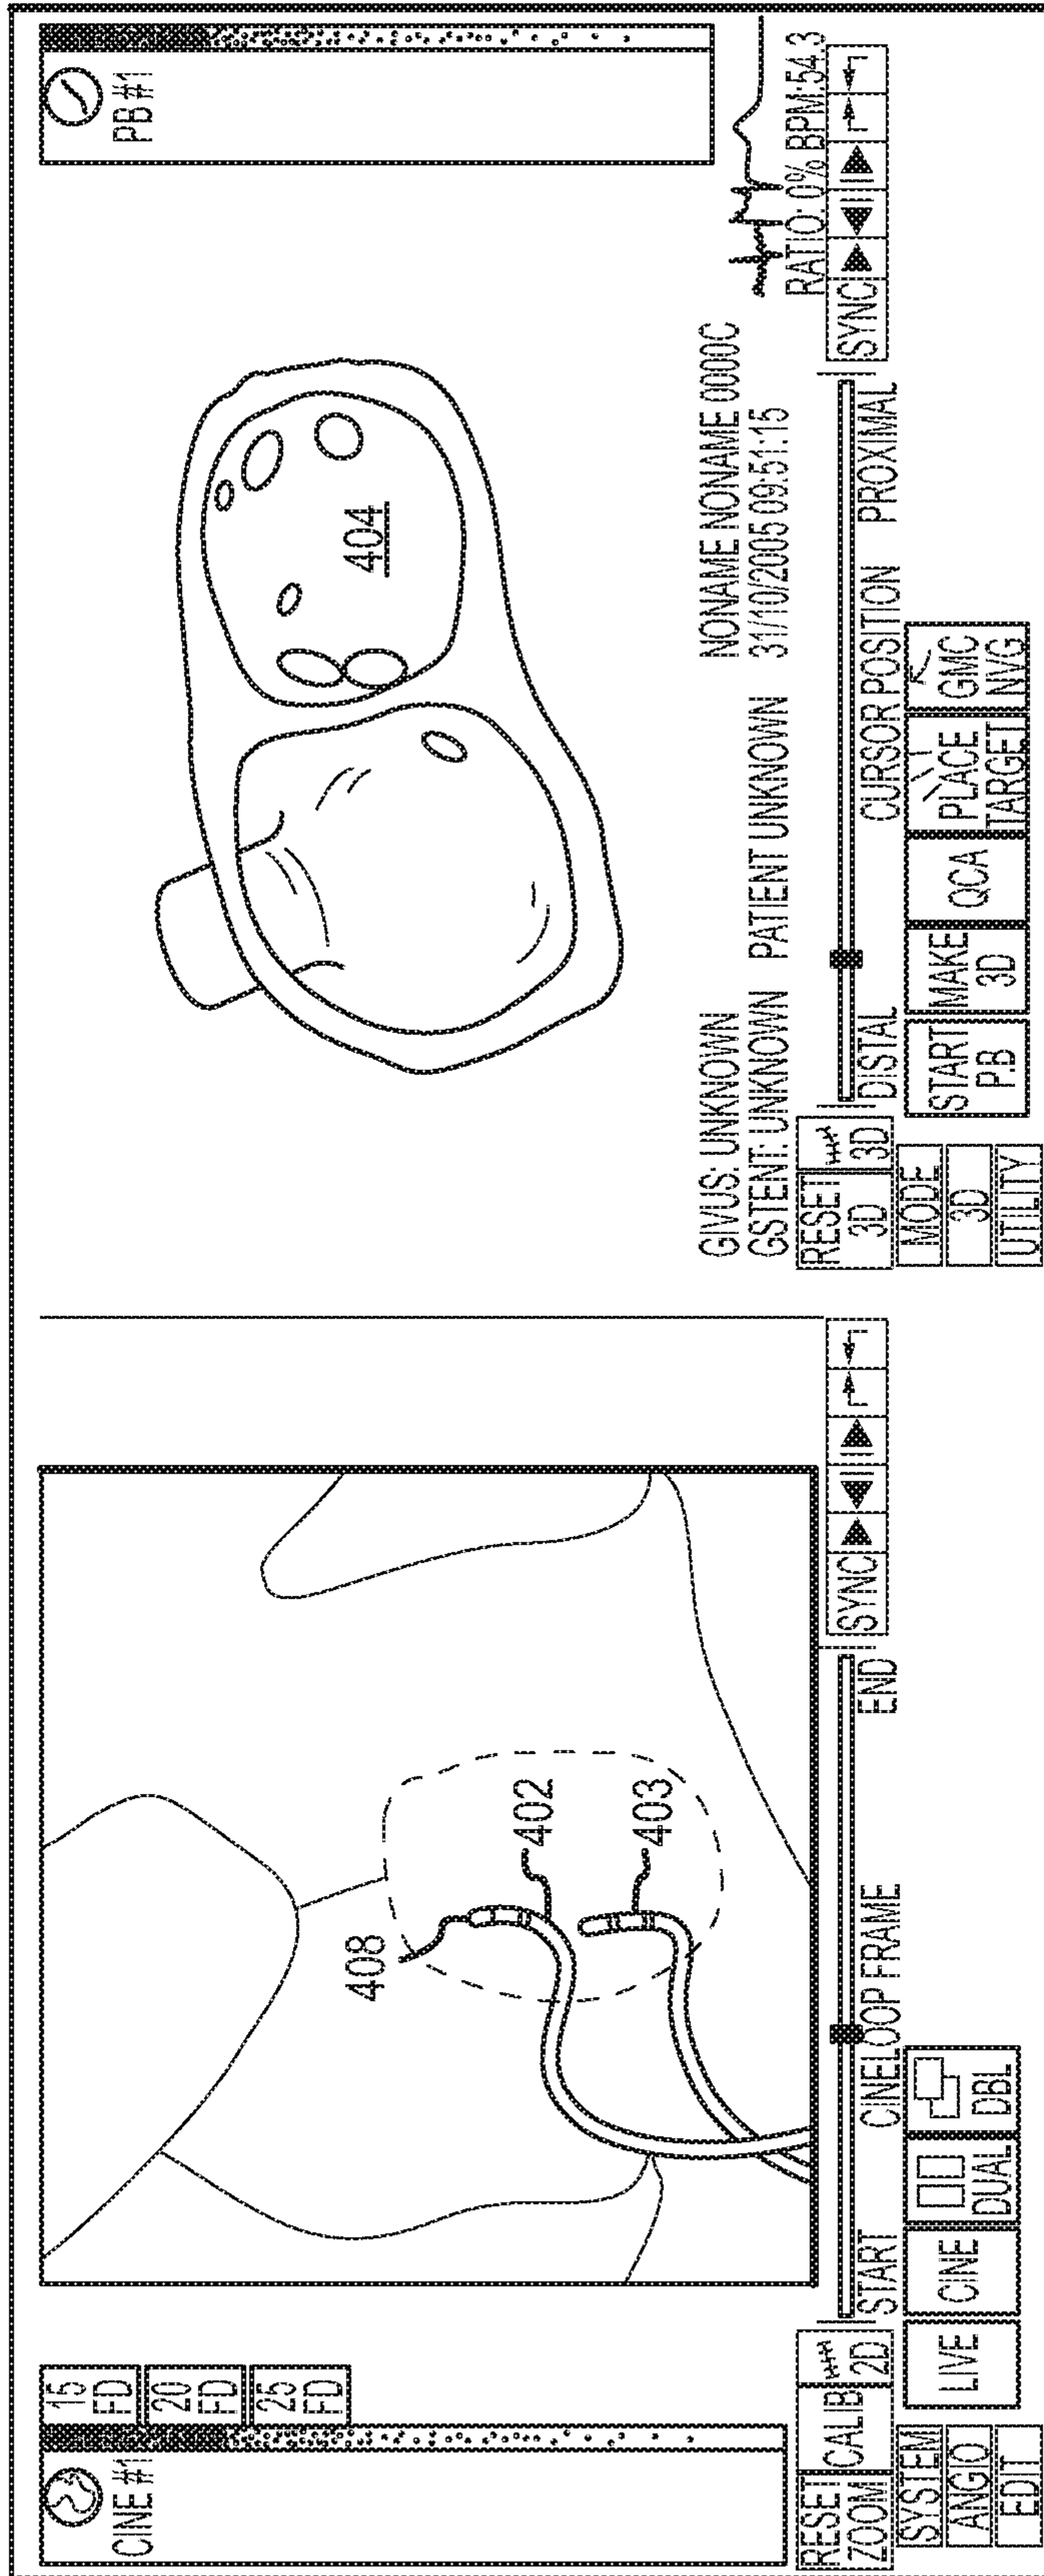 CINE #1
15
FD
20
FD
25
FD
408
402
403
RESET
ZOOM
CALIB
2D
START
CINELOOP FRAME
END
SYNC
SYSTEM
ANGIO
EDIT
LIVE
CINE
DUAL
DBL
PB #1
404
GIVUS: UNKNOWN
NONAME NONAME 0000C
GSTENT: UNKNOWN
PATIENT UNKNOWN
31/10/2005 09:51:15
RATIO: 0% BPM:54.3
RESET
3D
3D
DISTAL
CURSOR POSITION
PROXIMAL
SYNC
MODE
3D
UTILITY
START
P.B
MAKE
3D
QCA
PLACE
TARGET
GMC
NVG